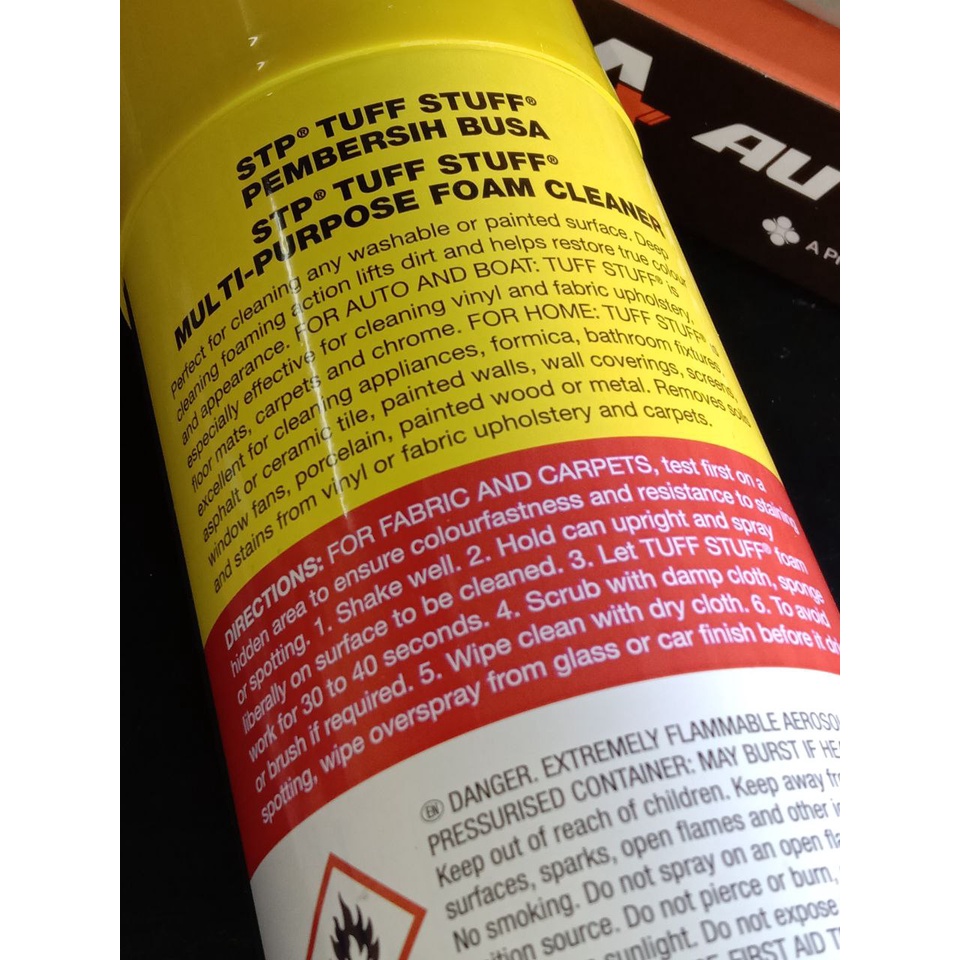 STP® TUFF STUFF®
PEMBERSIH BUSA
STP® TUFF STUFF®
MULTI-PURPOSE FOAM CLEANER
Perfect for cleaning any washable or painted surface. Deep
cleaning foaming action lifts dirt and helps restore true colour
and appearance. FOR AUTO AND BOAT: TUFF STUFF® is
especially effective for cleaning vinyl and fabric upholstery,
floor mats, carpets and chrome. FOR HOME: TUFF STUFF® is
excellent for cleaning appliances, formica, bathroom fixtures,
asphalt or ceramic tile, painted walls, wall coverings, screens,
window fans, porcelain, painted wood or metal. Removes soils
and stains from vinyl or fabric upholstery and carpets.
DIRECTIONS: FOR FABRIC AND CARPETS, test first on a
hidden area to ensure colourfastness and resistance to staining
or spotting. 1. Shake well. 2. Hold can upright and spray
liberally on surface to be cleaned. 3. Let TUFF STUFF® foam
work for 30 to 40 seconds. 4. Scrub with damp cloth, sponge
or brush if required. 5. Wipe clean with dry cloth. 6. To avoid
spotting, wipe overspray from glass or car finish before it
EN DANGER. EXTREMELY FLAMMABLE
PRESSURISED CONTAINER: MAY BURST IF
Keep out of reach of children. Keep away
surfaces, sparks, open flames and other
No smoking. Do not spray on an open
source. Do not pierce or burn,
sunlight. Do not expose
FIRST AID
AU
A